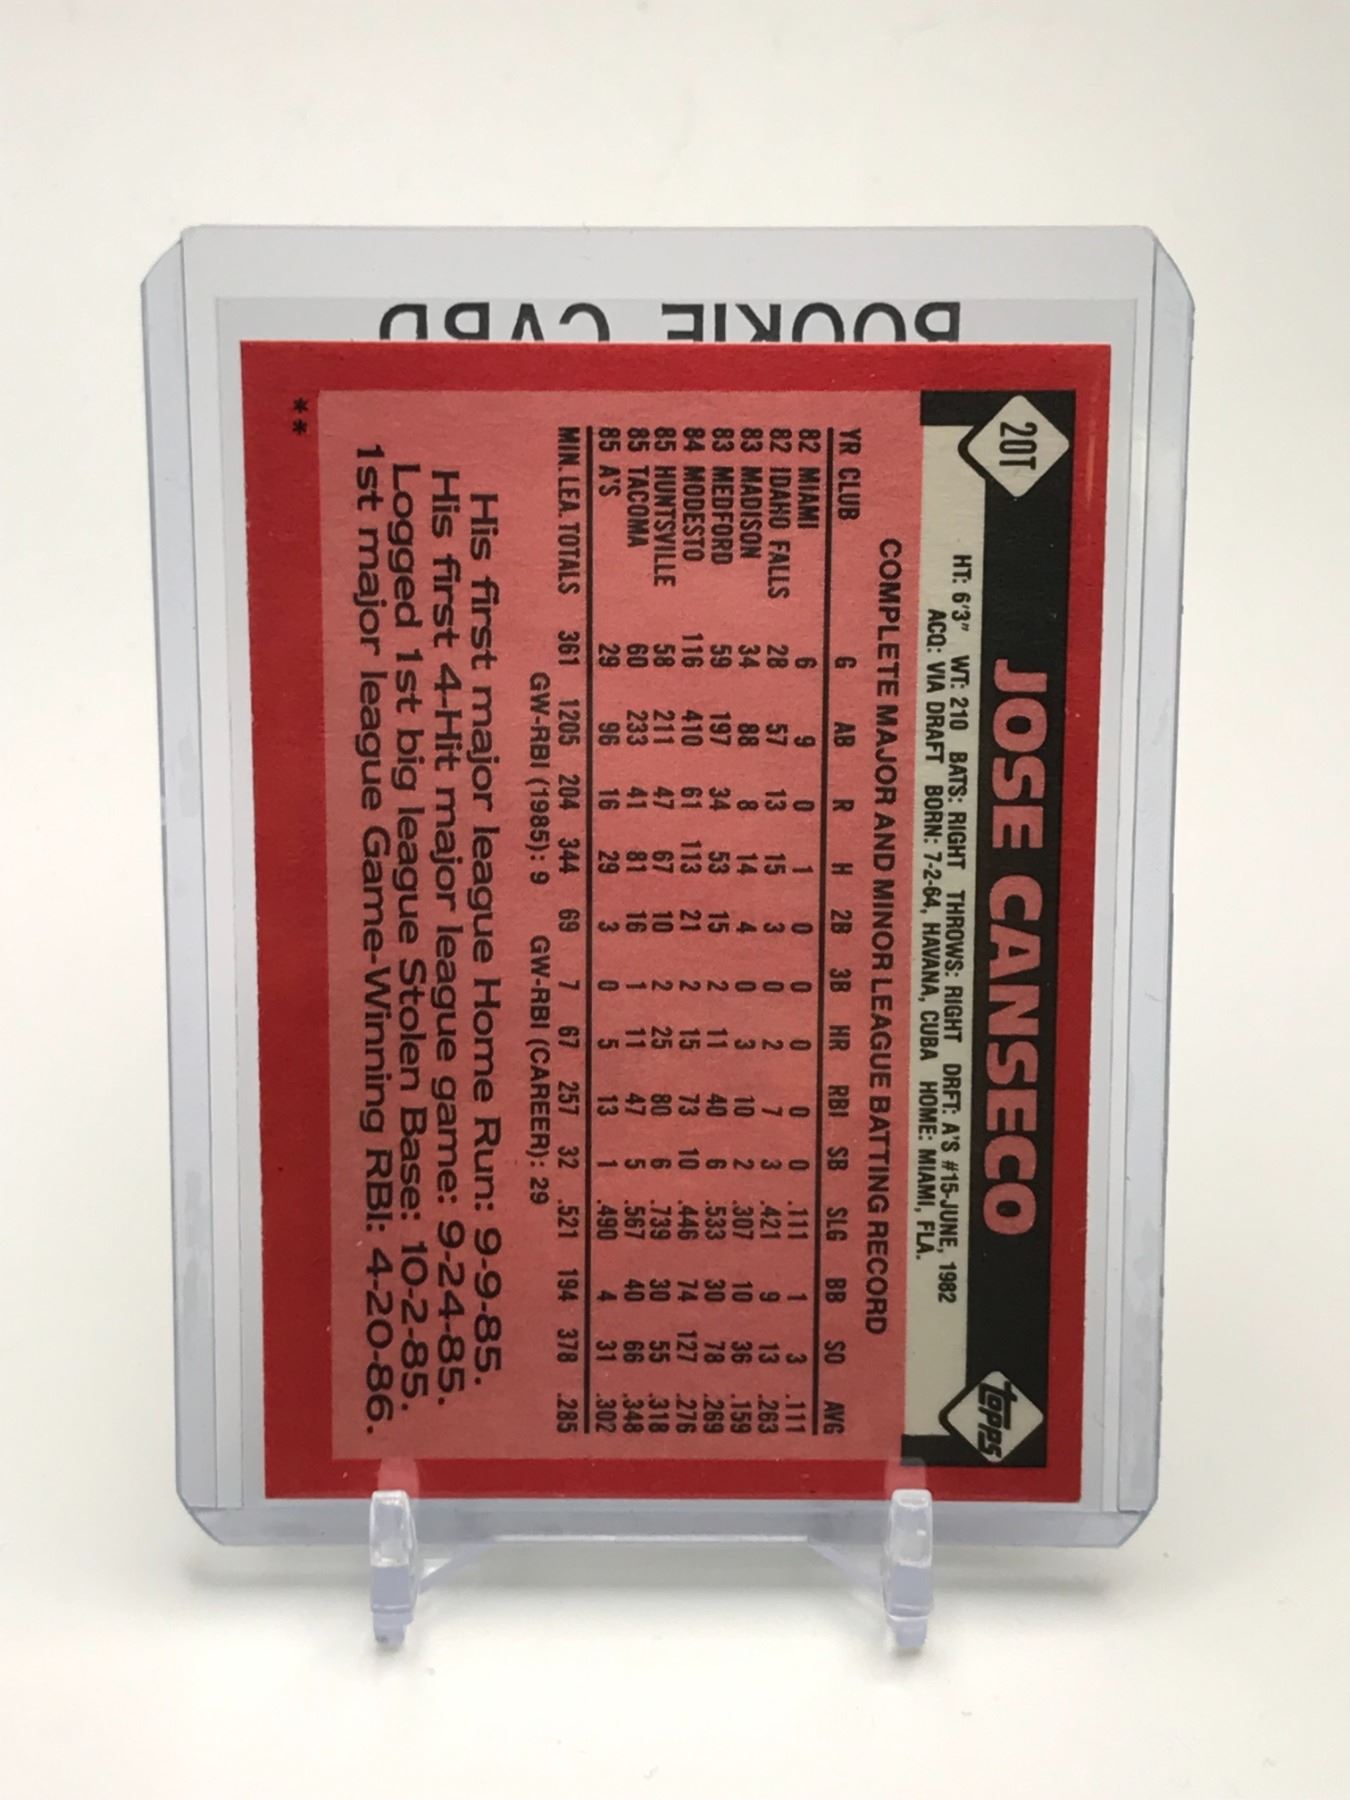 ROOKIE CARD
20T
JOSE CANSECO
topps
HT: 6'3" WT: 210 BATS: RIGHT THROWS: RIGHT DRFT: A'S #15-JUNE, 1982
ACQ: VIA DRAFT BORN: 7-2-64, HAVANA, CUBA HOME: MIAMI, FLA.
COMPLETE MAJOR AND MINOR LEAGUE BATTING RECORD
YR CLUB G AB R H 2B 3B HR RBI SB SLG BB SO AVG
82 MIAMI 6 9 0 1 0 0 0 0 0 .111 1 3 .111
82 IDAHO FALLS 28 57 13 15 3 0 2 7 3 .421 9 13 .263
83 MADISON 34 88 8 14 4 0 3 10 2 .307 10 36 .159
83 MEDFORD 59 197 34 53 15 2 11 40 6 .533 30 78 .269
84 MODESTO 116 410 61 113 21 2 15 73 10 .446 74 127 .276
85 HUNTSVILLE 58 211 47 67 10 2 25 80 6 .739 30 55 .318
85 TACOMA 60 233 41 81 16 1 11 47 5 .567 40 66 .348
85 A'S 29 96 16 29 3 0 5 13 1 .490 4 31 .302
MIN. LEA. TOTALS 361 1205 204 344 69 7 67 257 32 .521 194 378 .285
GW-RBI (1985): 9 GW-RBI (CAREER): 29
His first major league Home Run: 9-9-85.
His first 4-Hit major league game: 9-24-85.
Logged 1st big league Stolen Base: 10-2-85.
1st major league Game-Winning RBI: 4-20-86.
**